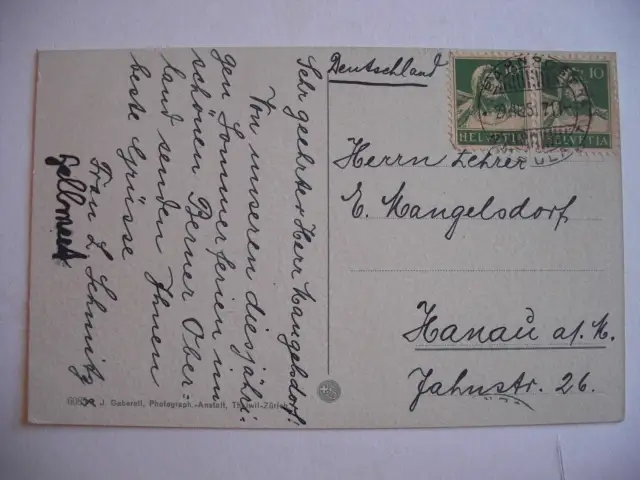 Sehr geehrter Herr Mangelsdorf!
Von unseren diesjähri-
gen Sommerferien im
schönen Berner Ober-
land senden Ihnen
beste Grüsse
Frau L. Schmitz
Deutschland
10
HELVETIA
HELVETIA
Herrn Lehrer
E. Mangelsdorf
Hanau a/M.
Jahnstr. 26.
J. Gaberell, Photograph.-Anstalt, Thalwil-Zürich